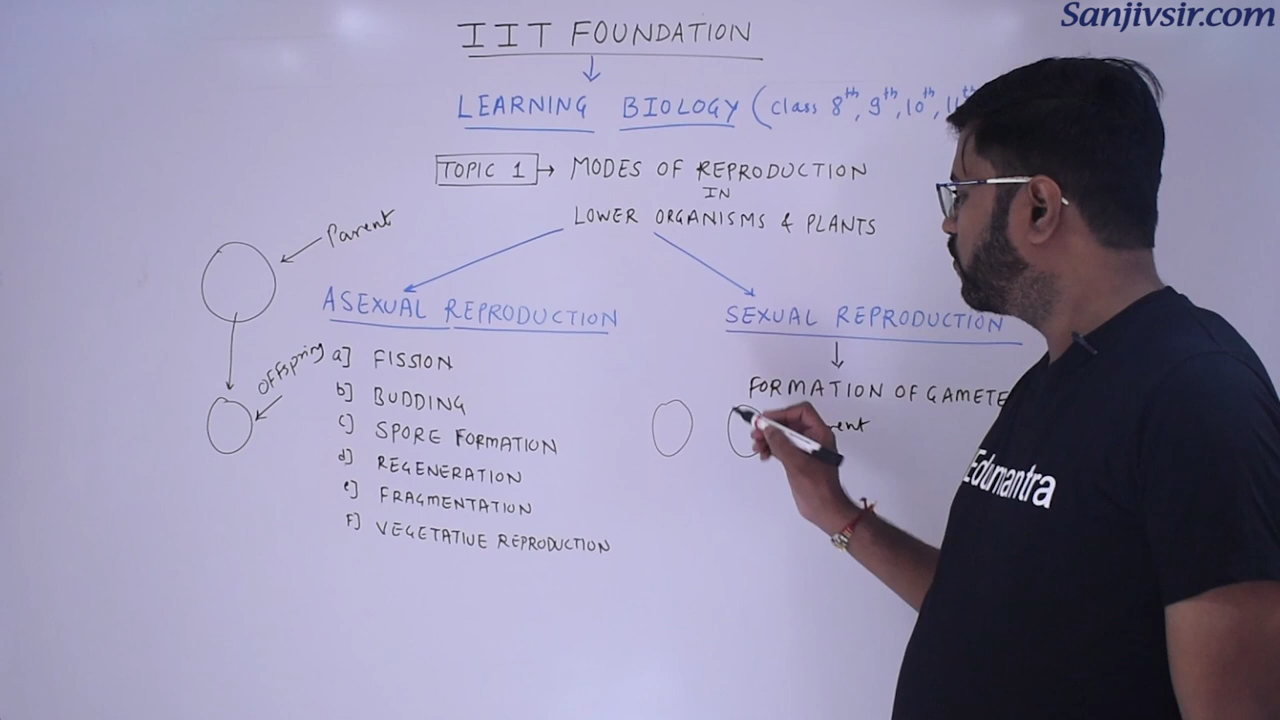 Sanjivsir.com
IIT FOUNDATION
LEARNING BIOLOGY (class 8th, 9th, 10th, 11th
TOPIC 1 → MODES OF REPRODUCTION
IN
LOWER ORGANISMS & PLANTS
Parent
ASEXUAL REPRODUCTION
SEXUAL REPRODUCTION
Offspring
a] FISSION
b] BUDDING
c] SPORE FORMATION
d] REGENERATION
e] FRAGMENTATION
F] VEGETATIVE REPRODUCTION
FORMATION OF GAMETE
Edumantra